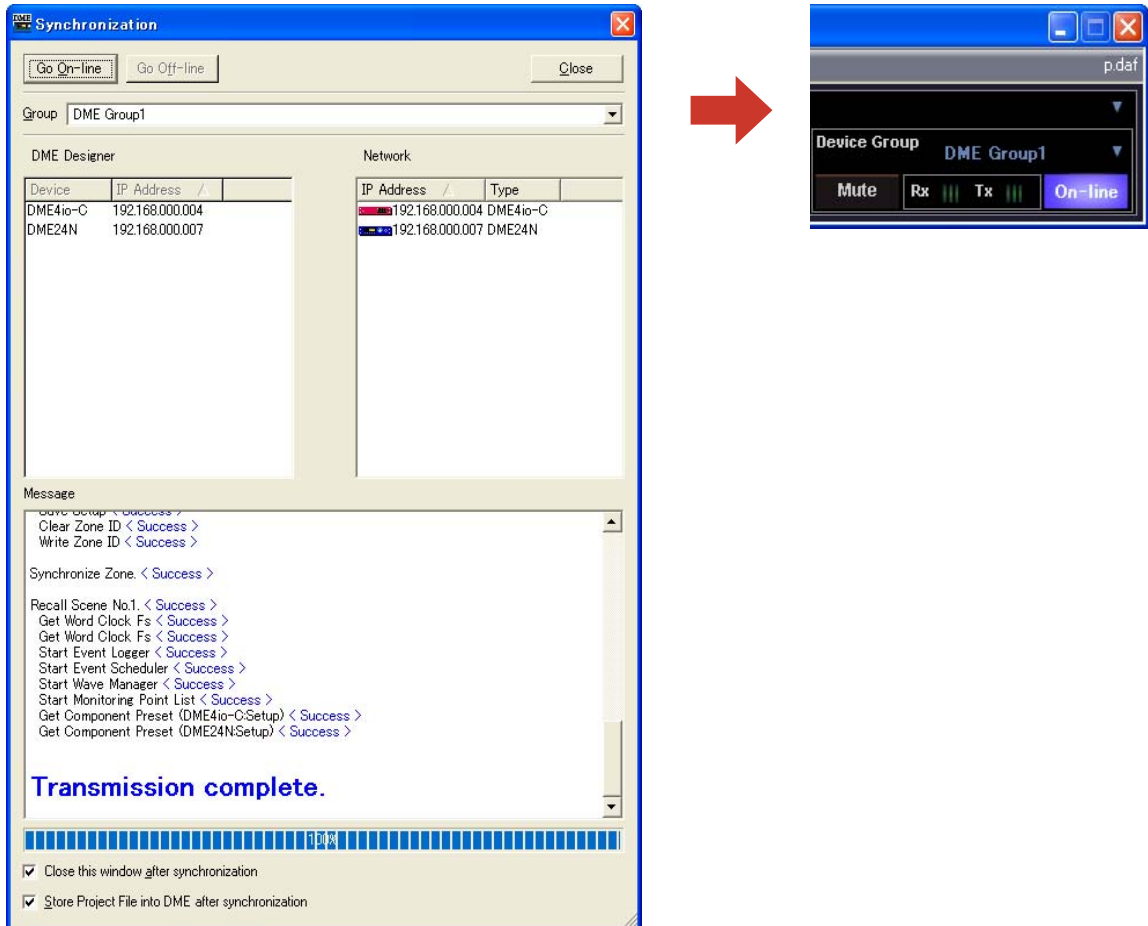 DME Synchronization
Go On-line Go Off-line Close
Group DME Group1
DME Designer Network
Device IP Address
DME4io-C 192.168.000.004
DME24N 192.168.000.007
IP Address Type
192.168.000.004 DME4io-C
192.168.000.007 DME24N
Message
Save Setup < Success >
Clear Zone ID < Success >
Write Zone ID < Success >
Synchronize Zone. < Success >
Recall Scene No.1. < Success >
Get Word Clock Fs < Success >
Get Word Clock Fs < Success >
Start Event Logger < Success >
Start Event Scheduler < Success >
Start Wave Manager < Success >
Start Monitoring Point List < Success >
Get Component Preset (DME4io-C:Setup) < Success >
Get Component Preset (DME24N:Setup) < Success >
Transmission complete.
100%
Close this window after synchronization
Store Project File into DME after synchronization
p.daf
Device Group DME Group1
Mute Rx Tx On-line